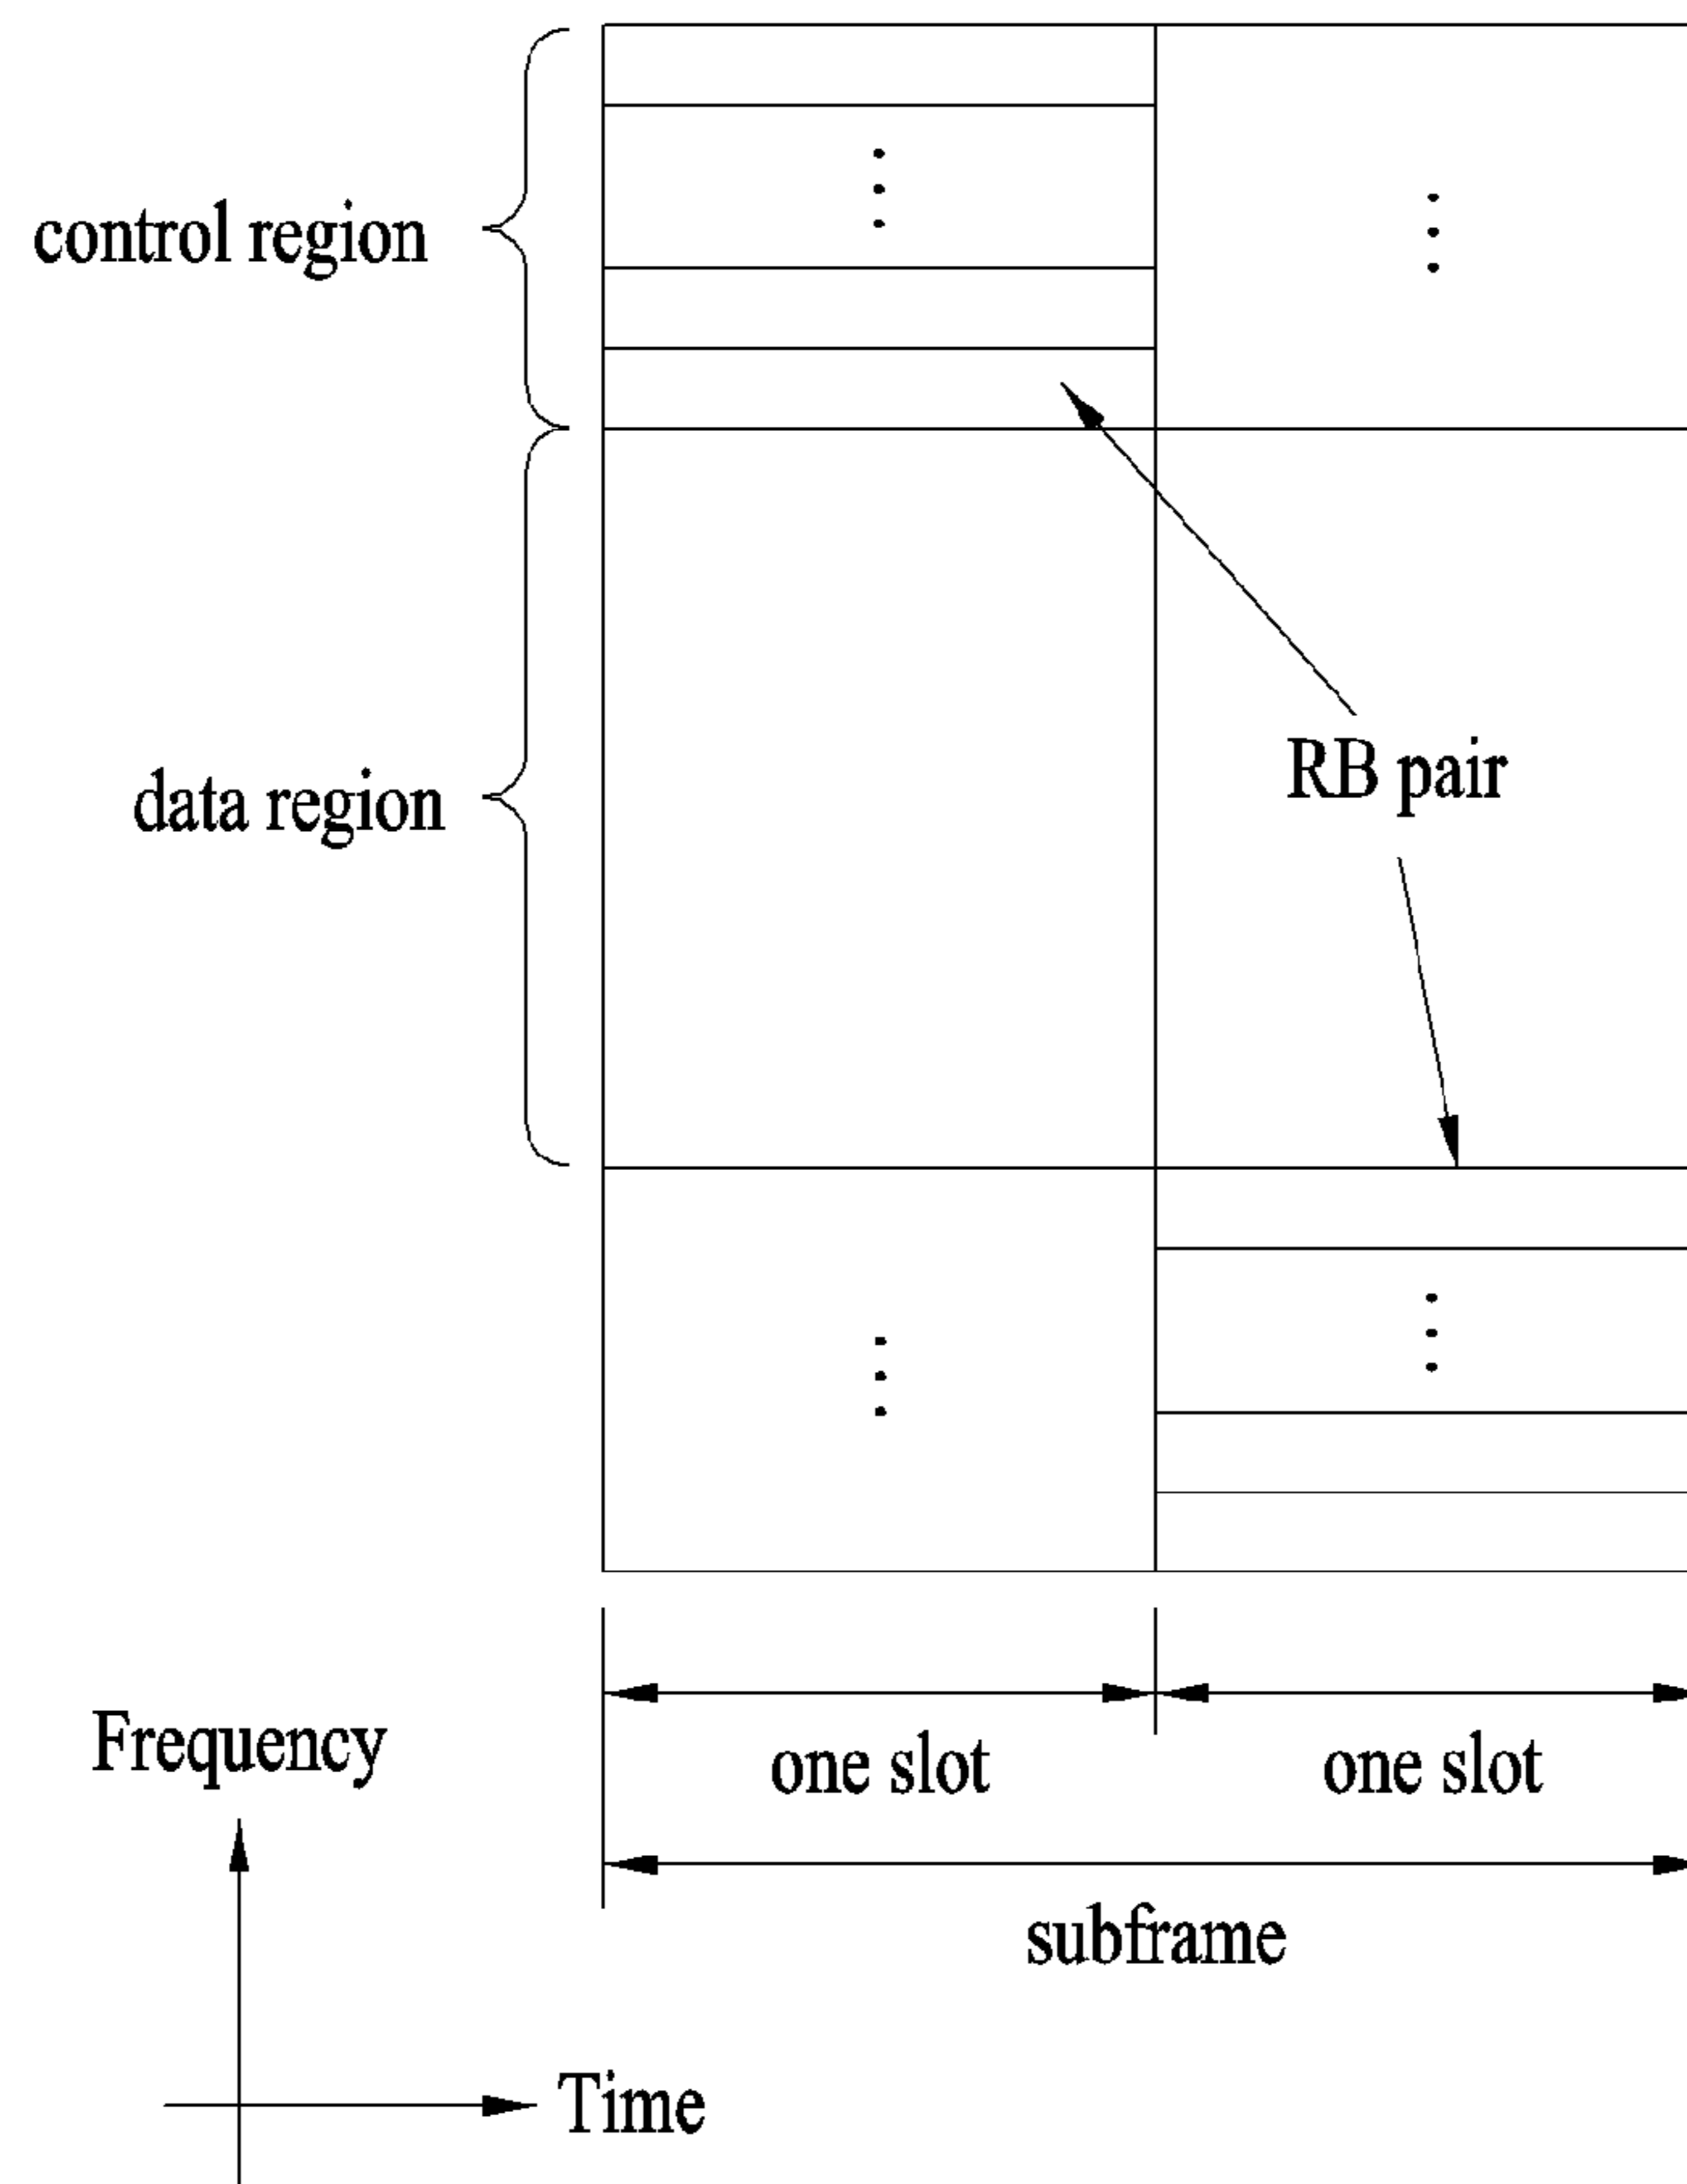 control region
data region
RB pair
one slot
one slot
subframe
Frequency
Time